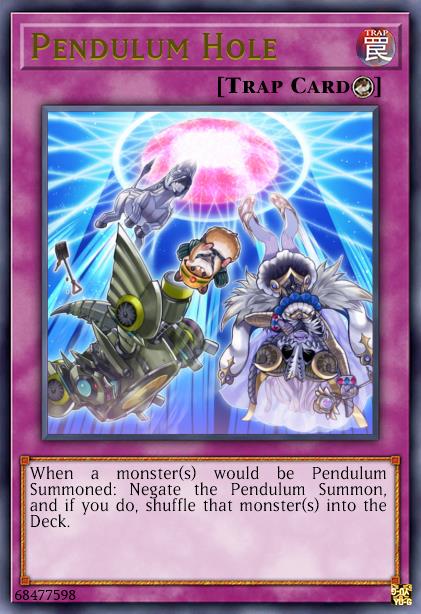 PENDULUM HOLE
TRAP
罠
[TRAP CARD]
When a monster(s) would be Pendulum
Summoned: Negate the Pendulum Summon,
and if you do, shuffle that monster(s) into the
Deck.
68477598